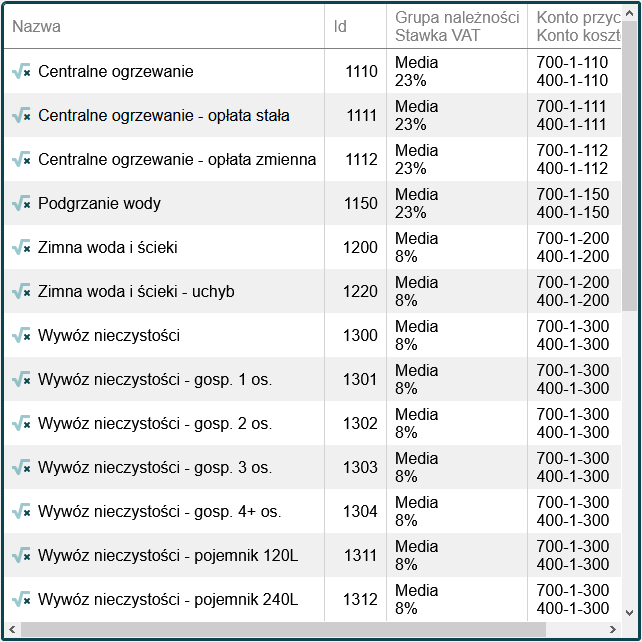 Nazwa Id Grupa należności Konto przyc
Stawka VAT Konto koszt
Centralne ogrzewanie 1110 Media 700-1-110
23% 400-1-110
Centralne ogrzewanie - opłata stała 1111 Media 700-1-111
23% 400-1-111
Centralne ogrzewanie - opłata zmienna 1112 Media 700-1-112
23% 400-1-112
Podgrzanie wody 1150 Media 700-1-150
23% 400-1-150
Zimna woda i ścieki 1200 Media 700-1-200
8% 400-1-200
Zimna woda i ścieki - uchyb 1220 Media 700-1-200
8% 400-1-200
Wywóz nieczystości 1300 Media 700-1-300
8% 400-1-300
Wywóz nieczystości - gosp. 1 os. 1301 Media 700-1-300
8% 400-1-300
Wywóz nieczystości - gosp. 2 os. 1302 Media 700-1-300
8% 400-1-300
Wywóz nieczystości - gosp. 3 os. 1303 Media 700-1-300
8% 400-1-300
Wywóz nieczystości - gosp. 4+ os. 1304 Media 700-1-300
8% 400-1-300
Wywóz nieczystości - pojemnik 120L 1311 Media 700-1-300
8% 400-1-300
Wywóz nieczystości - pojemnik 240L 1312 Media 700-1-300
8% 400-1-300